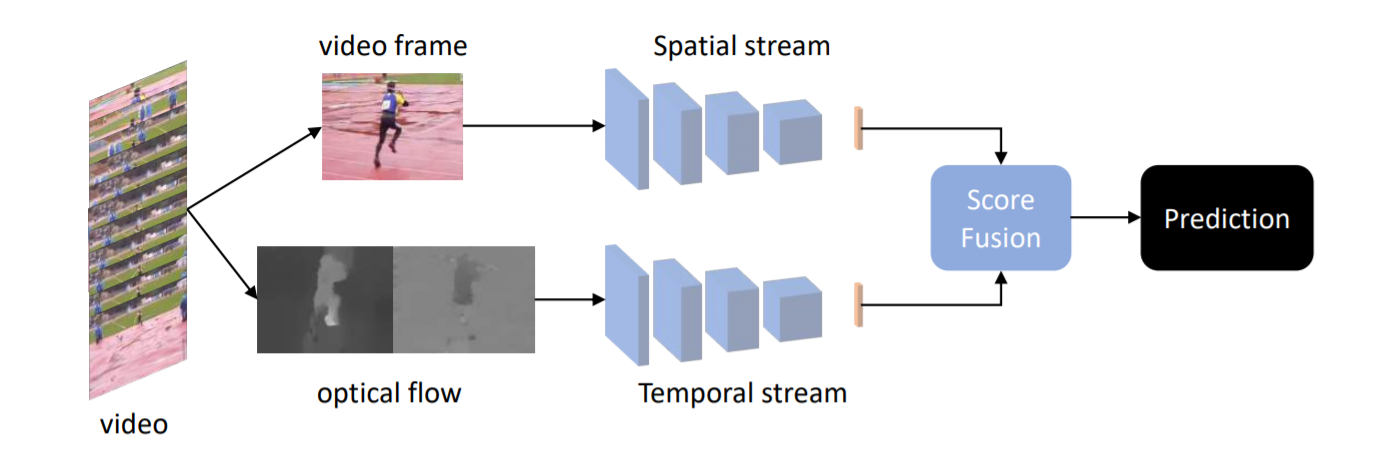 video frame
Spatial stream
Score
Fusion
Prediction
optical flow
Temporal stream
video